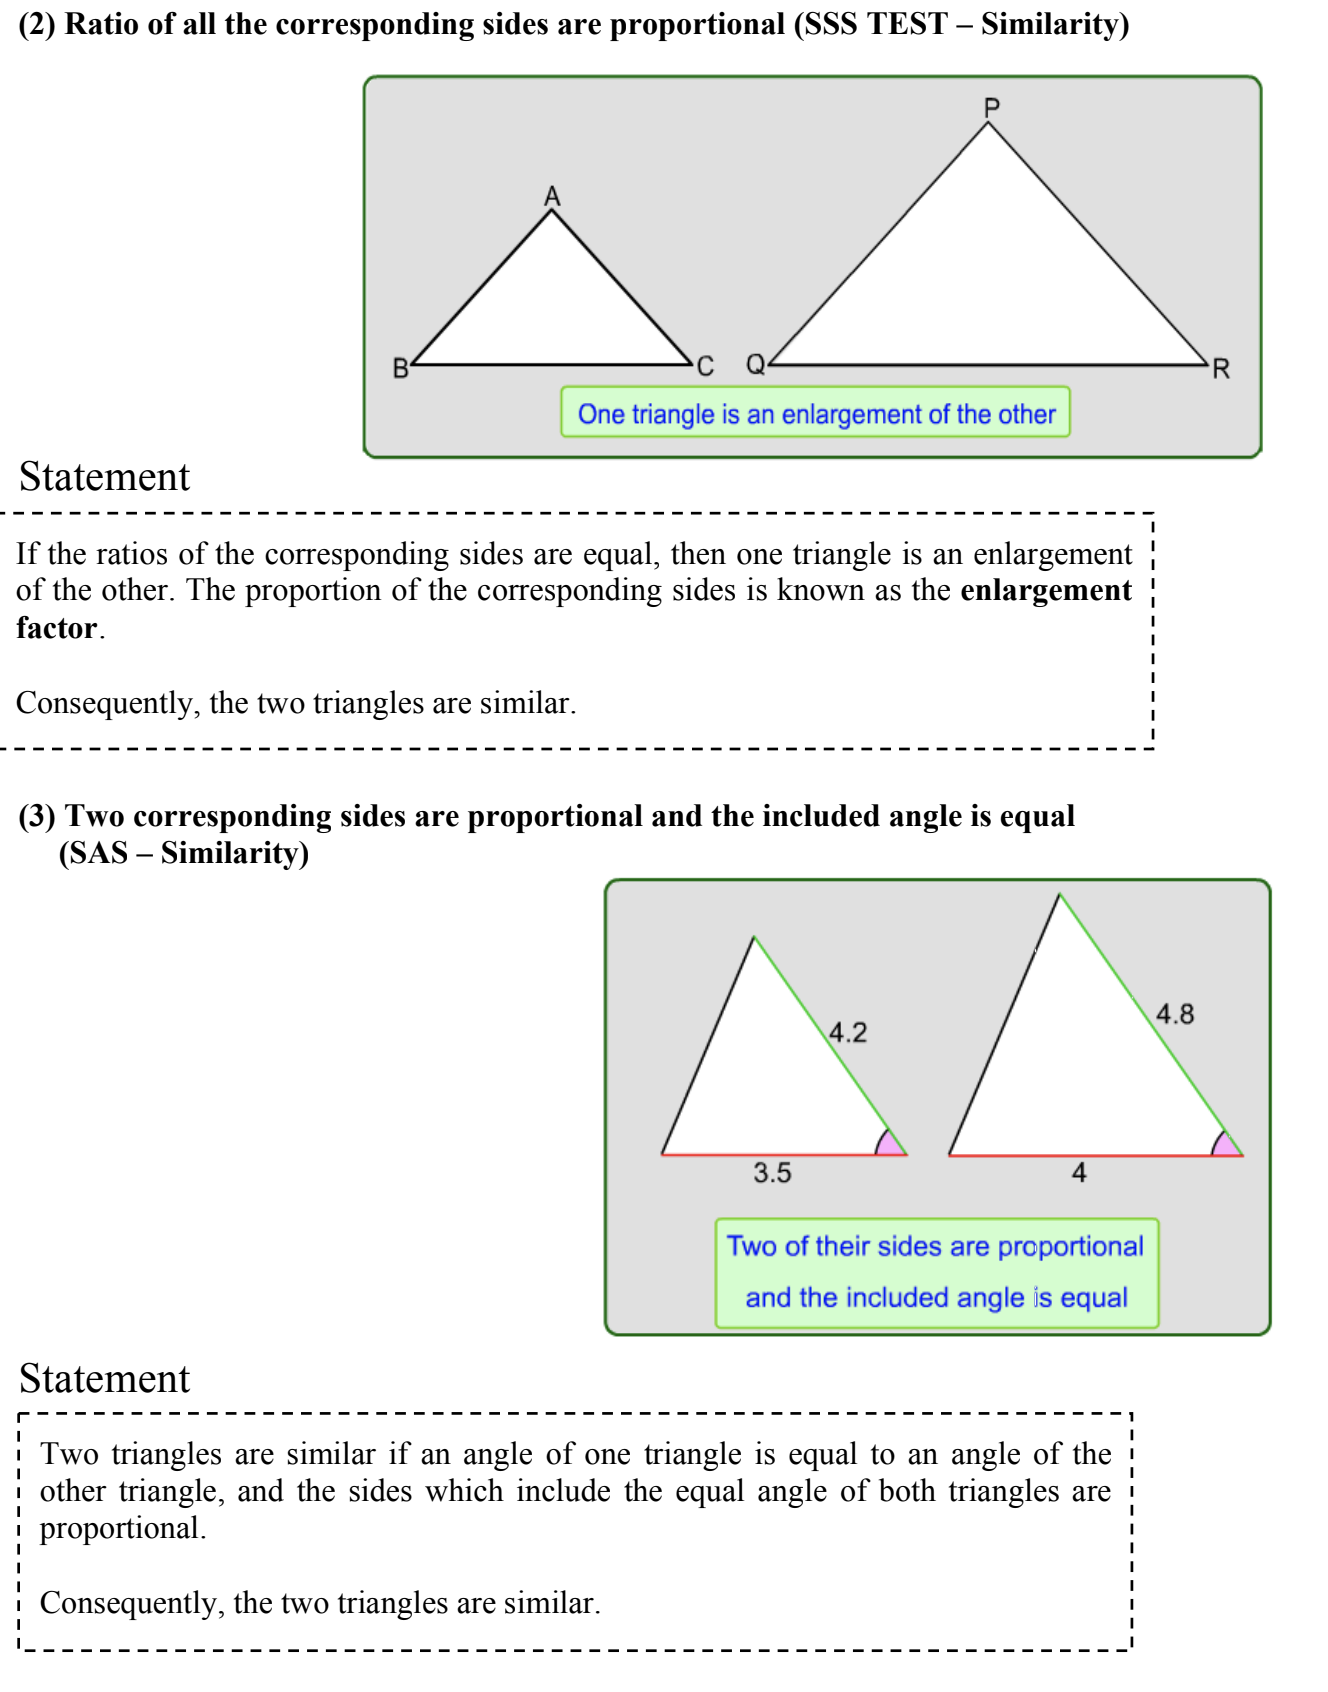 (2) Ratio of all the corresponding sides are proportional (SSS TEST – Similarity)
P
A
B
C
Q
R
One triangle is an enlargement of the other
Statement
If the ratios of the corresponding sides are equal, then one triangle is an enlargement
of the other. The proportion of the corresponding sides is known as the enlargement
factor.
Consequently, the two triangles are similar.
(3) Two corresponding sides are proportional and the included angle is equal
(SAS – Similarity)
4.2
4.8
3.5
4
Two of their sides are proportional
and the included angle is equal
Statement
Two triangles are similar if an angle of one triangle is equal to an angle of the
other triangle, and the sides which include the equal angle of both triangles are
proportional.
Consequently, the two triangles are similar.